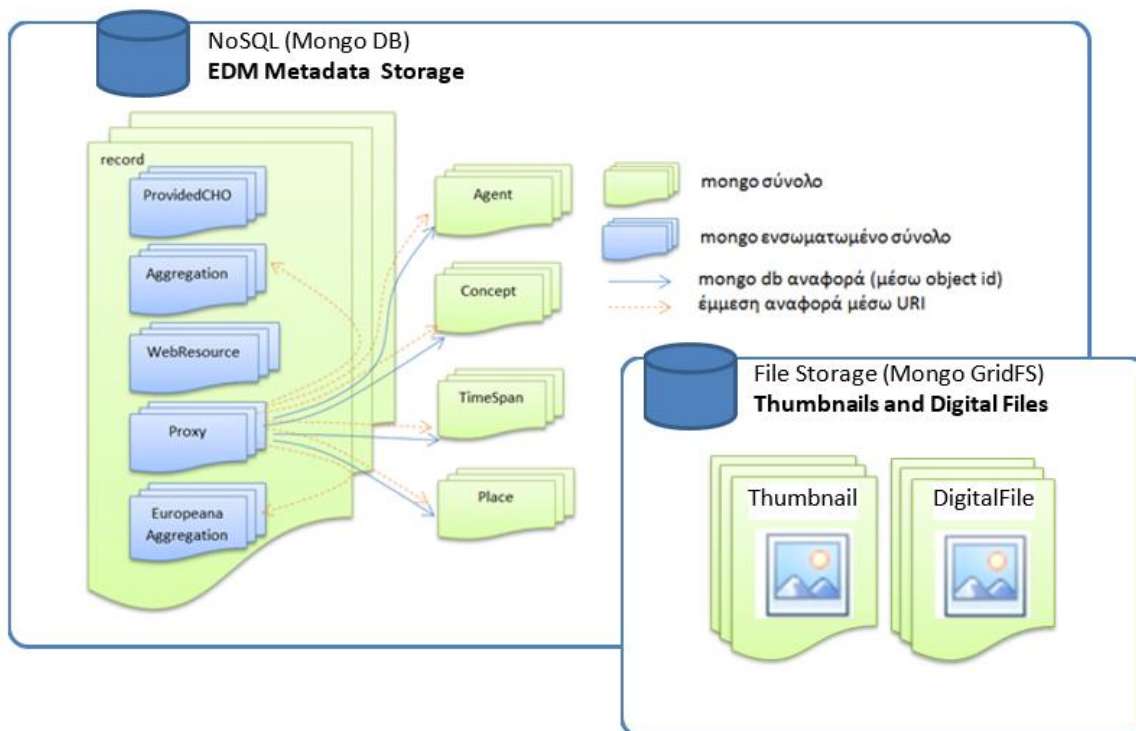 NoSQL (Mongo DB)
EDM Metadata Storage
record
ProvidedCHO
Aggregation
WebResource
Proxy
Europeana
Aggregation
Agent
Concept
TimeSpan
Place
mongo σύνολο
mongo ενσωματωμένο σύνολο
mongo db αναφορά (μέσω object id)
έμμεση αναφορά μέσω URI
File Storage (Mongo GridFS)
Thumbnails and Digital Files
Thumbnail
DigitalFile